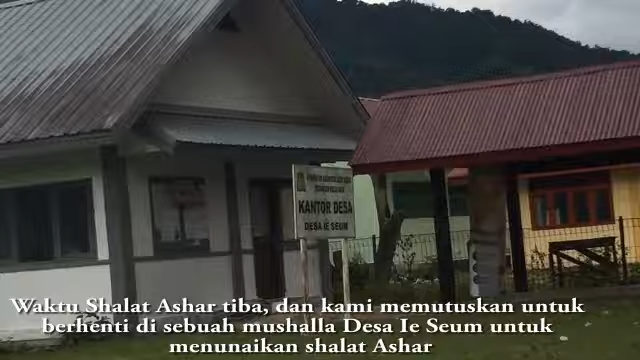 KANTOR DESA
DESA IE SEUM
Waktu Shalat Ashar tiba, dan kami memutuskan untuk
berhenti di sebuah mushalla Desa Ie Seum untuk
menunaikan shalat Ashar